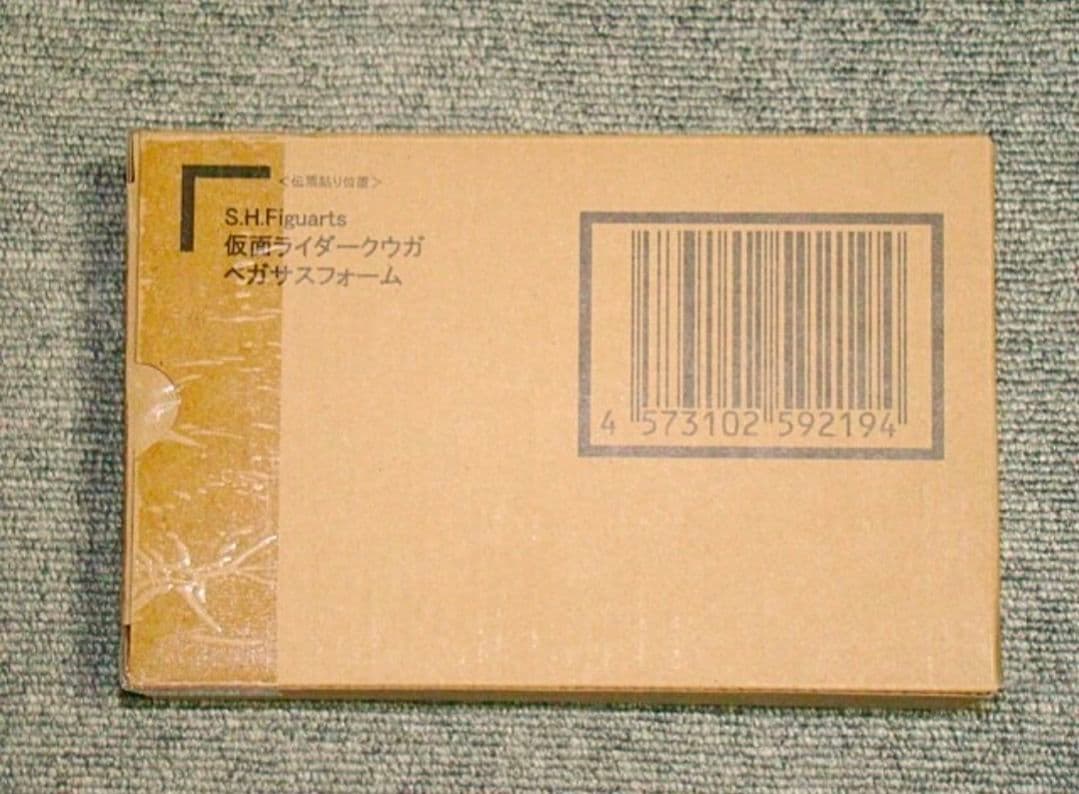 ＜伝票貼り位置＞
S.H.Figuarts
仮面ライダークウガ
ペガサスフォーム
4 573102 592194